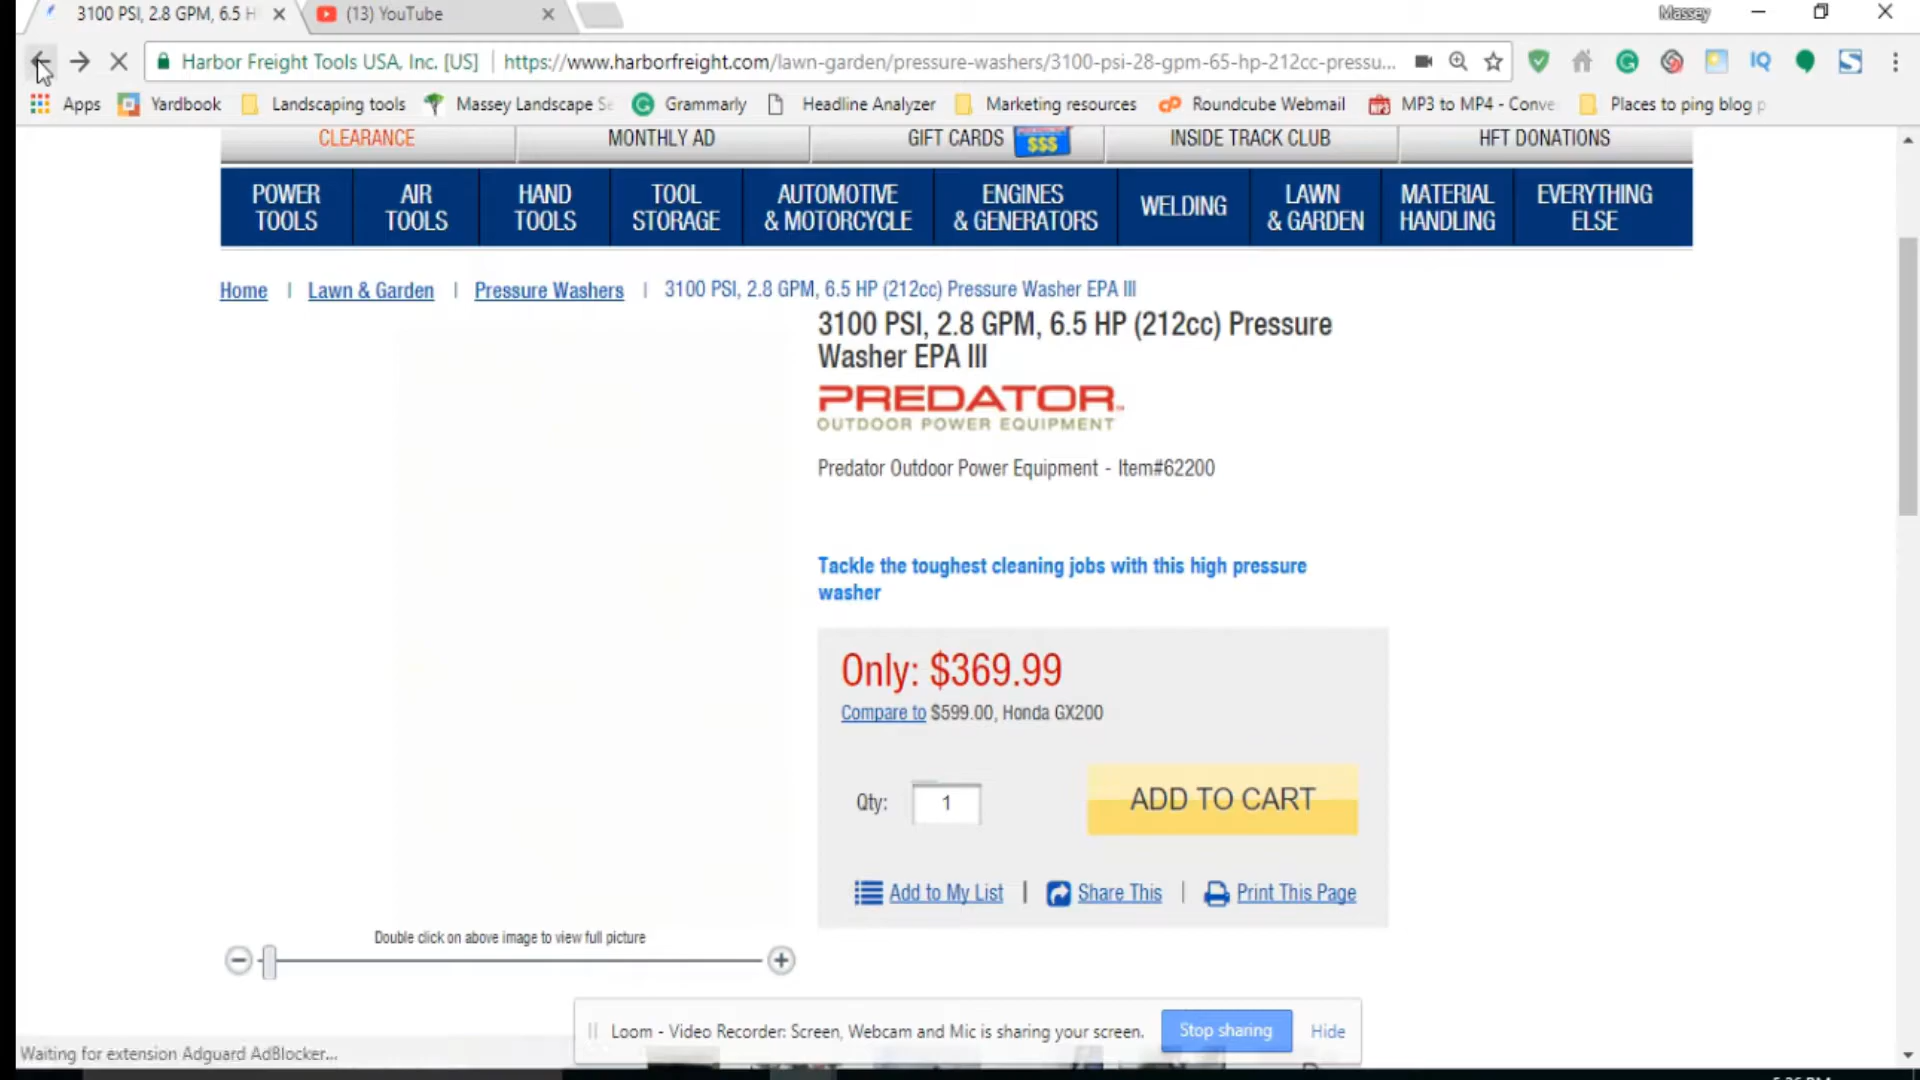 3100 PSI, 2.8 GPM, 6.5 H
(13) YouTube
Massey
Harbor Freight Tools USA, Inc. [US]
https://www.harborfreight.com/lawn-garden/pressure-washers/3100-psi-28-gpm-65-hp-212cc-pressu...
IQ
Apps
Yardbook
Landscaping tools
Massey Landscape Se
Grammarly
Headline Analyzer
Marketing resources
Roundcube Webmail
MP3 to MP4 - Conve
Places to ping blog p
CLEARANCE
MONTHLY AD
GIFT CARDS
$$$
INSIDE TRACK CLUB
HFT DONATIONS
POWER TOOLS
AIR TOOLS
HAND TOOLS
TOOL STORAGE
AUTOMOTIVE & MOTORCYCLE
ENGINES & GENERATORS
WELDING
LAWN & GARDEN
MATERIAL HANDLING
EVERYTHING ELSE
Home | Lawn & Garden | Pressure Washers | 3100 PSI, 2.8 GPM, 6.5 HP (212cc) Pressure Washer EPA III
3100 PSI, 2.8 GPM, 6.5 HP (212cc) Pressure
Washer EPA III
PREDATOR
OUTDOOR POWER EQUIPMENT
Predator Outdoor Power Equipment - Item#62200
Tackle the toughest cleaning jobs with this high pressure
washer
Only: $369.99
Compare to $599.00, Honda GX200
Qty: 1
ADD TO CART
Add to My List | Share This | Print This Page
Double click on above image to view full picture
Loom - Video Recorder: Screen, Webcam and Mic is sharing your screen.
Stop sharing
Hide
Waiting for extension Adguard AdBlocker...